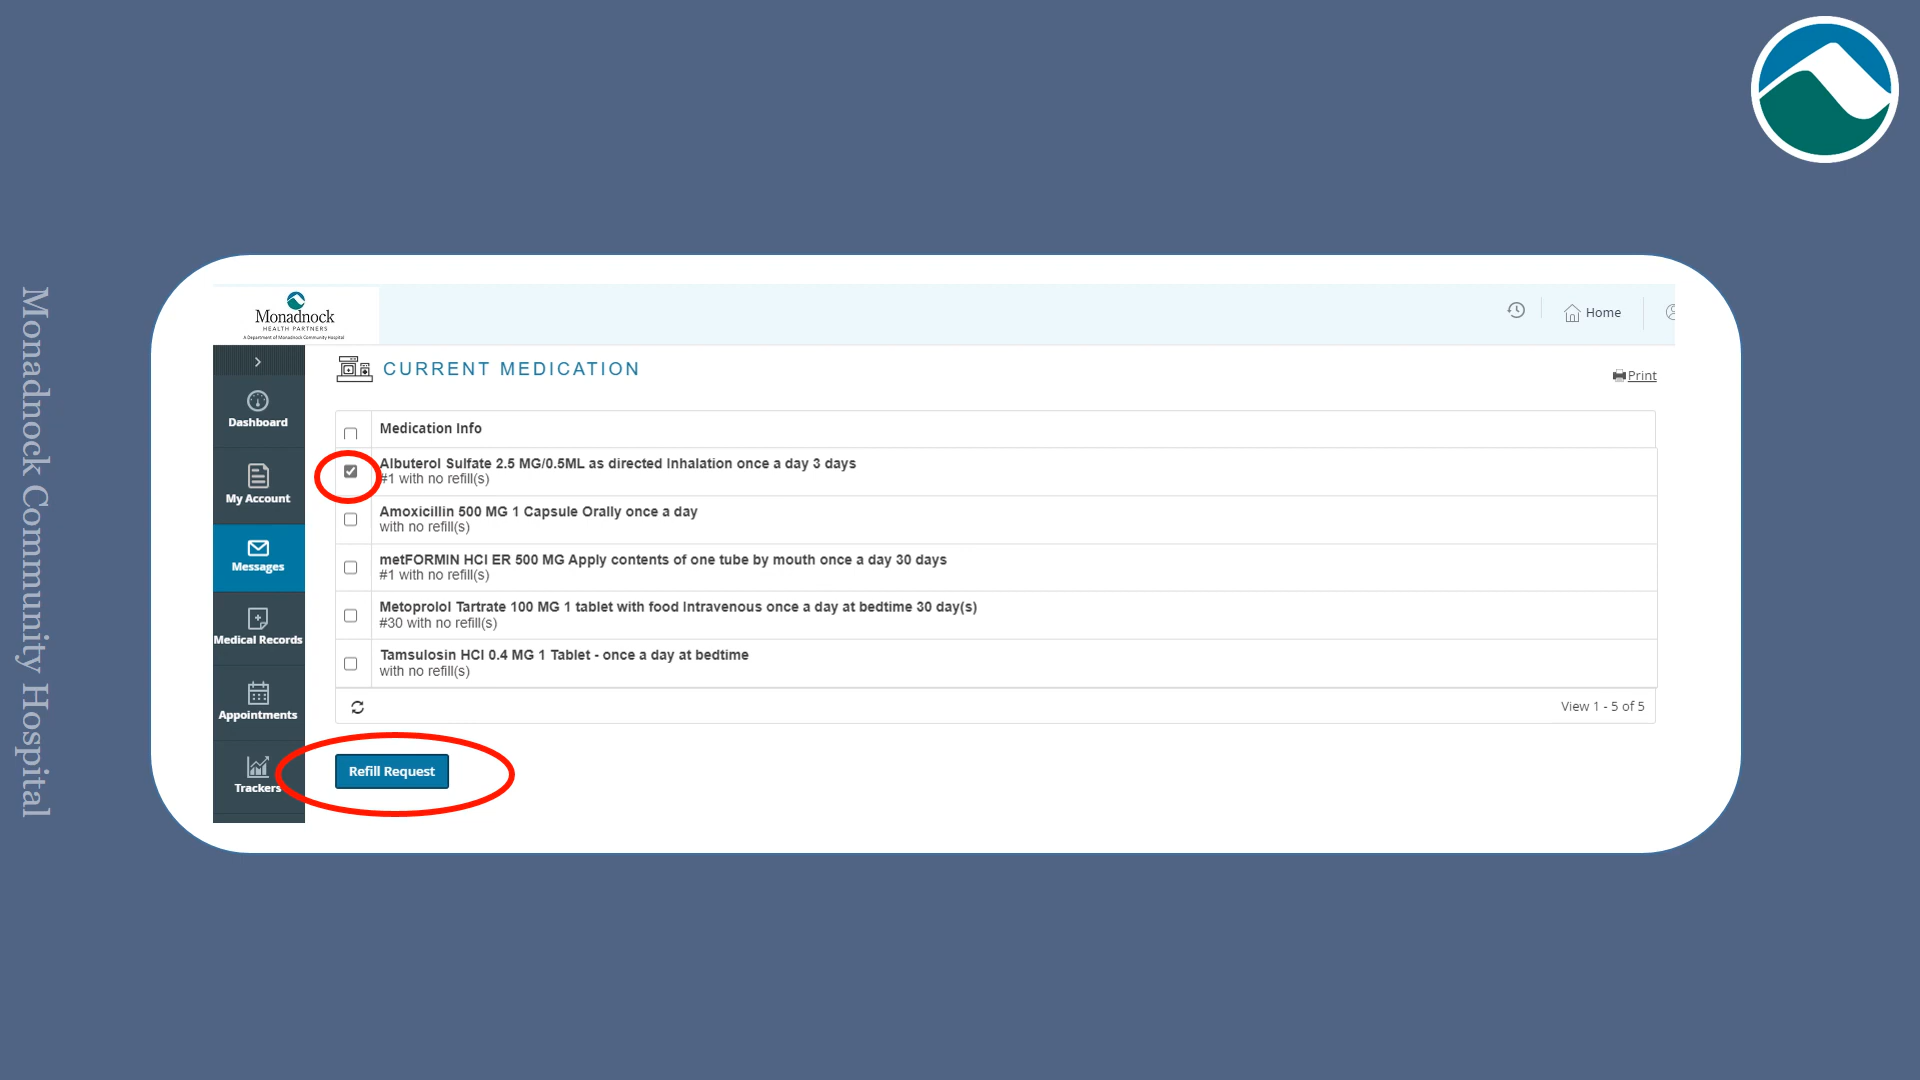 Monadnock Community Hospital
Monadnock
HEALTH PARTNERS
A Department of Monadnock Community Hospital
Home
Dashboard
My Account
Messages
Medical Records
Appointments
Trackers
CURRENT MEDICATION
Print
Medication Info
Albuterol Sulfate 2.5 MG/0.5ML as directed Inhalation once a day 3 days
#1 with no refill(s)
Amoxicillin 500 MG 1 Capsule Orally once a day
with no refill(s)
metFORMIN HCl ER 500 MG Apply contents of one tube by mouth once a day 30 days
#1 with no refill(s)
Metoprolol Tartrate 100 MG 1 tablet with food Intravenous once a day at bedtime 30 day(s)
#30 with no refill(s)
Tamsulosin HCl 0.4 MG 1 Tablet - once a day at bedtime
with no refill(s)
View 1 - 5 of 5
Refill Request